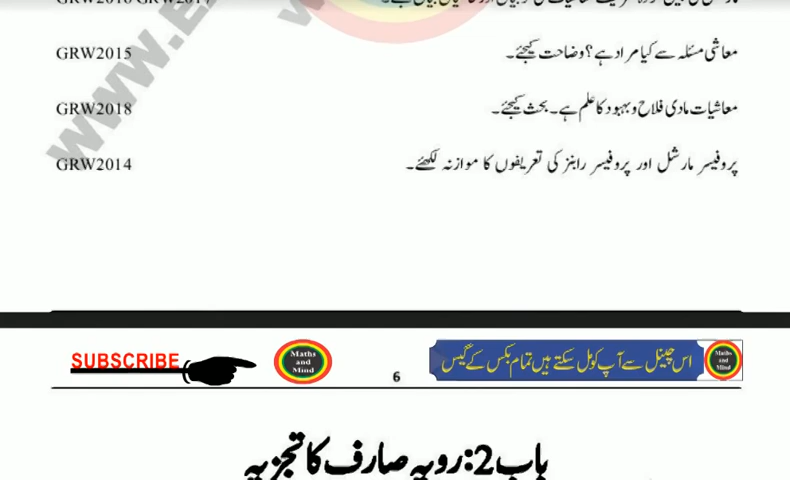 GRW2015 معاشی مسئلہ سے کیا مراد ہے؟ وضاحت کیجئے۔
GRW2018 معاشیات مادی فلاح و بہبود کا علم ہے۔ بحث کیجئے۔
GRW2014 پروفیسر مارشل اور پروفیسر رابنز کی تعریفوں کا موازنہ لکھئے۔
www.
SUBSCRIBE
Maths
and
Mind
6
اس چینل سے آپ کو مل سکتے ہیں تمام بکس کے گیس
Maths
and
Mind
باب 2: رویہ صارف کا تجزیہ